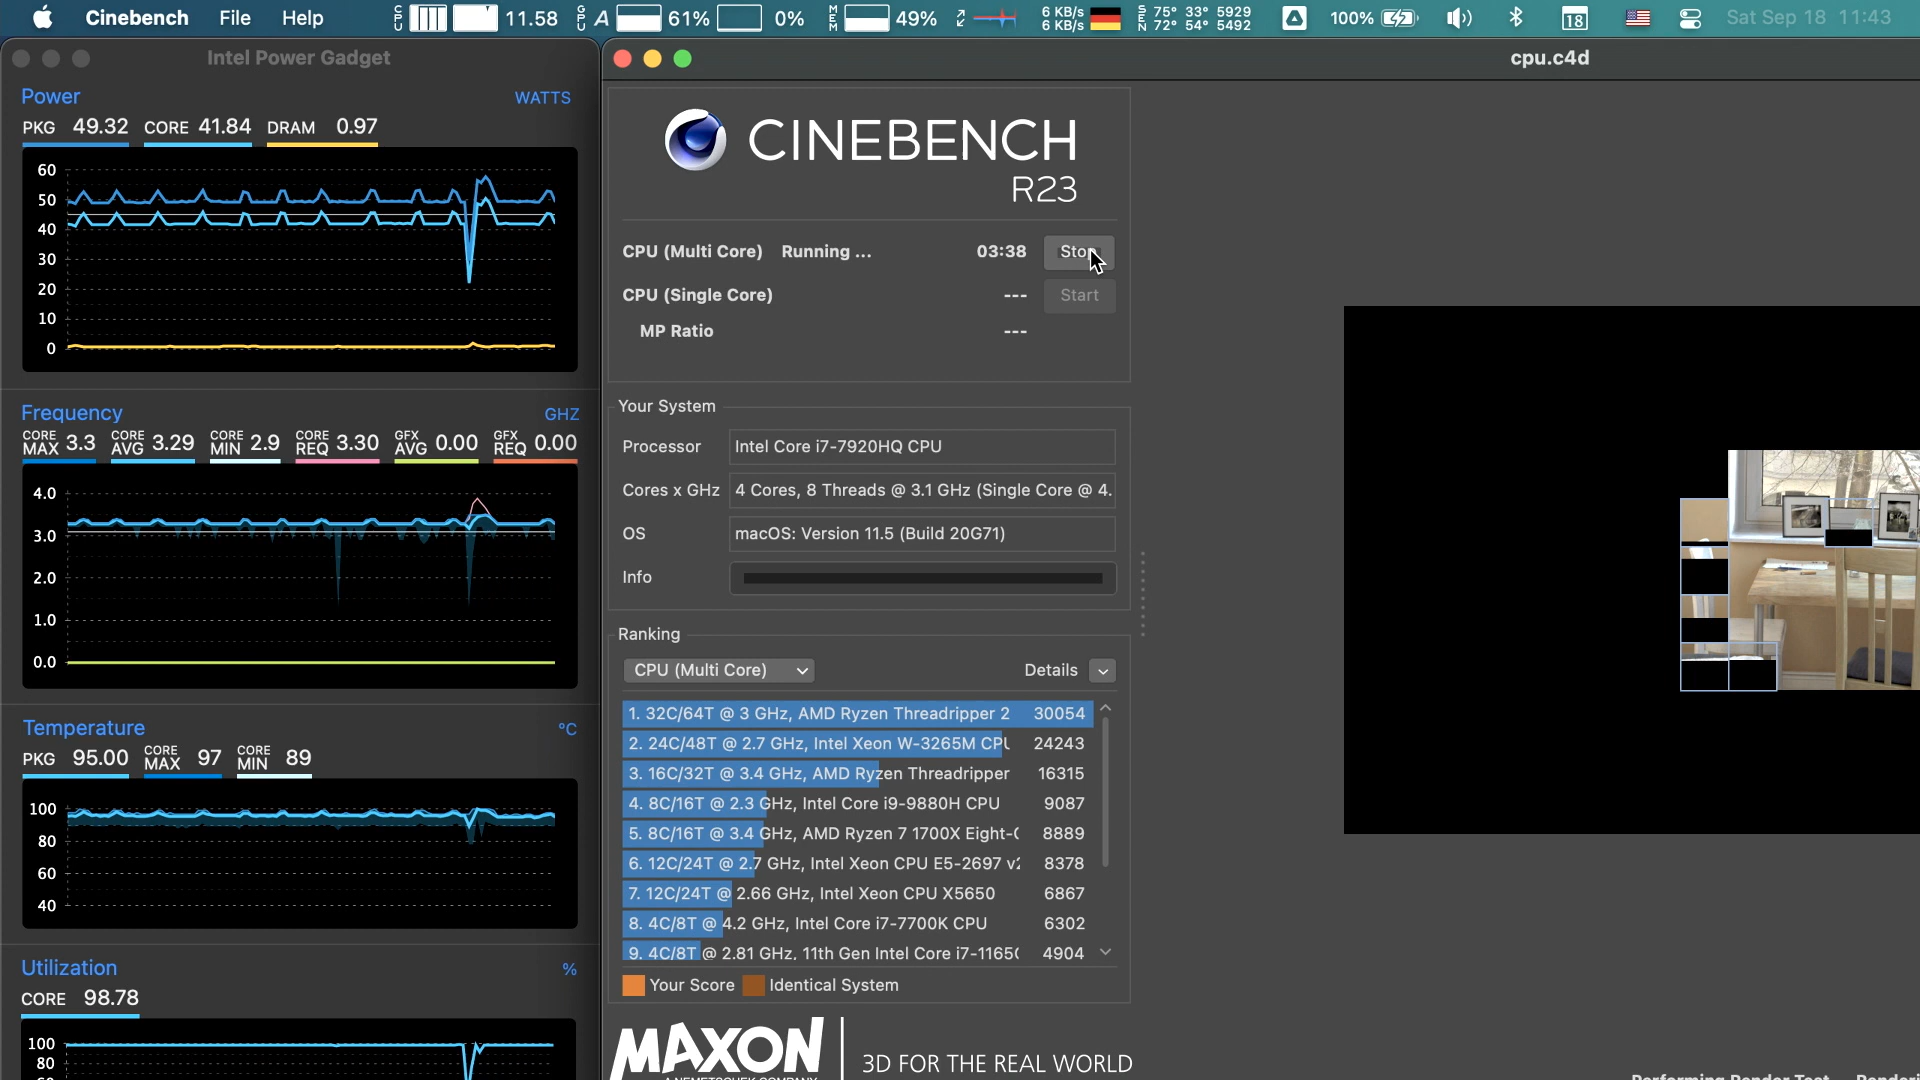 Cinebench File Help CPU 11.58 GPU A 61% 0% MEM 49% 6 KB/s 6 KB/s SEN 75° 33° 5929 72° 54° 5492 100% 18 Sat Sep 18 11:43
Intel Power Gadget
Power WATTS
PKG 49.32 CORE 41.84 DRAM 0.97
60
50
40
30
20
10
0
Frequency GHZ
CORE MAX 3.3 CORE AVG 3.29 CORE MIN 2.9 CORE REQ 3.30 GFX AVG 0.00 GFX REQ 0.00
4.0
3.0
2.0
1.0
0.0
Temperature °C
PKG 95.00 CORE MAX 97 CORE MIN 89
100
80
60
40
Utilization %
CORE 98.78
100
80
cpu.c4d
CINEBENCH
R23
CPU (Multi Core) Running ... 03:38 Stop
CPU (Single Core) --- Start
MP Ratio ---
Your System
Processor Intel Core i7-7920HQ CPU
Cores x GHz 4 Cores, 8 Threads @ 3.1 GHz (Single Core @ 4.
OS macOS: Version 11.5 (Build 20G71)
Info
Ranking
CPU (Multi Core) Details
1. 32C/64T @ 3 GHz, AMD Ryzen Threadripper 2 30054
2. 24C/48T @ 2.7 GHz, Intel Xeon W-3265M CPU 24243
3. 16C/32T @ 3.4 GHz, AMD Ryzen Threadripper 16315
4. 8C/16T @ 2.3 GHz, Intel Core i9-9880H CPU 9087
5. 8C/16T @ 3.4 GHz, AMD Ryzen 7 1700X Eight-C 8889
6. 12C/24T @ 2.7 GHz, Intel Xeon CPU E5-2697 v2 8378
7. 12C/24T @ 2.66 GHz, Intel Xeon CPU X5650 6867
8. 4C/8T @ 4.2 GHz, Intel Core i7-7700K CPU 6302
9. 4C/8T @ 2.81 GHz, 11th Gen Intel Core i7-1165G 4904
Your Score Identical System
MAXON 3D FOR THE REAL WORLD
A NEMETSCHEK COMPANY
Performing Render Test